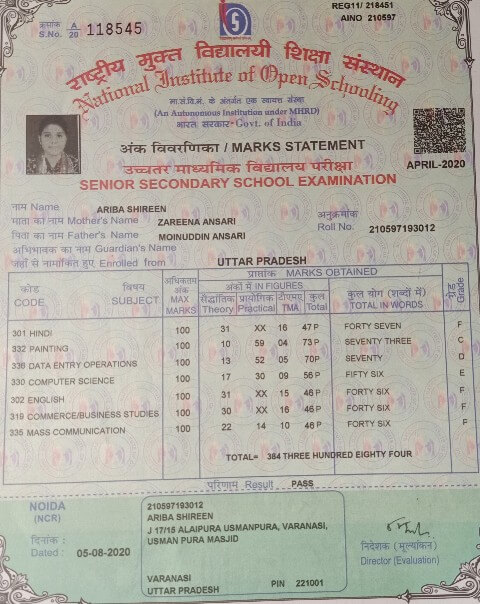 REG11/ 218451
AINO 210597
क्रमांक
S.No. A/20 118545
राष्ट्रीय मुक्त विद्यालयी शिक्षा संस्थान
National Institute of Open Schooling
मा.सं.वि.मं. के अंतर्गत एक स्वायत्त संस्था
(An Autonomous Institution under MHRD)
भारत सरकार • Govt. of India
अंक विवरणिका / MARKS STATEMENT
उच्चतर माध्यमिक विद्यालय परीक्षा APRIL-2020
SENIOR SECONDARY SCHOOL EXAMINATION
नाम Name ARIBA SHIREEN
माता का नाम Mother's Name ZAREENA ANSARI अनुक्रमांक
पिता का नाम Father's Name MOINUDDIN ANSARI Roll No. 210597193012
अभिभावक का नाम Guardian's Name
जहाँ से नामांकित हुए Enrolled from UTTAR PRADESH
प्राप्तांक MARKS OBTAINED
कोड विषय अधिकतम अंक अंकों में IN FIGURES कुल योग (शब्दों में) ग्रेड
CODE SUBJECT MAX MARKS सैद्धांतिक Theory प्रायोगिक Practical टीएमए TMA कुल Total TOTAL IN WORDS Grade
301 HINDI 100 31 XX 16 47 P FORTY SEVEN F
332 PAINTING 100 10 59 04 73 P SEVENTY THREE C
336 DATA ENTRY OPERATIONS 100 13 52 05 70P SEVENTY D
330 COMPUTER SCIENCE 100 17 30 09 56 P FIFTY SIX E
302 ENGLISH 100 31 XX 15 46 P FORTY SIX F
319 COMMERCE/BUSINESS STUDIES 100 30 XX 16 46 P FORTY SIX F
335 MASS COMMUNICATION 100 22 14 10 46 P FORTY SIX F
TOTAL= 384 THREE HUNDRED EIGHTY FOUR
परिणाम Result PASS
NOIDA
(NCR)
दिनांक :
Dated : 05-08-2020
210597193012
ARIBA SHIREEN
J 17/15 ALAIPURA USMANPURA, VARANASI,
USMAN PURA MASJID
VARANASI
UTTAR PRADESH PIN 221001
निदेशक (मूल्यांकन)
Director (Evaluation)